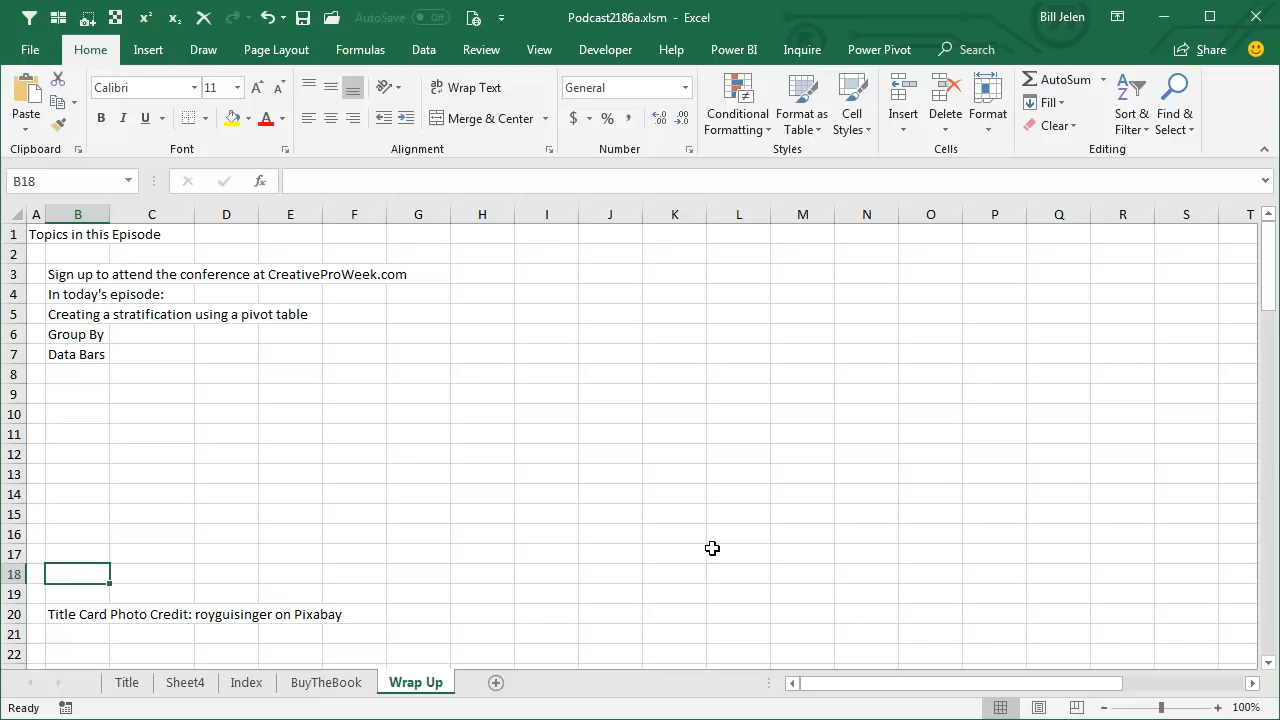 AutoSave Off Podcast2186a.xlsm - Excel Bill Jelen
File Home Insert Draw Page Layout Formulas Data Review View Developer Help Power BI Inquire Power Pivot Search Share
Calibri 11 Wrap Text General AutoSum
Paste B I U Merge & Center $ % Conditional Formatting Format as Table Cell Styles Insert Delete Format Fill Clear Sort & Filter Find & Select
Clipboard Font Alignment Number Styles Cells Editing
B18 fx
A B C D E F G H I J K L M N O P Q R S T
1 Topics in this Episode
2
3 Sign up to attend the conference at CreativeProWeek.com
4 In today's episode:
5 Creating a stratification using a pivot table
6 Group By
7 Data Bars
8
9
10
11
12
13
14
15
16
17
18
19
20 Title Card Photo Credit: royguisinger on Pixabay
21
22
Title Sheet4 Index BuyTheBook Wrap Up
Ready 100%